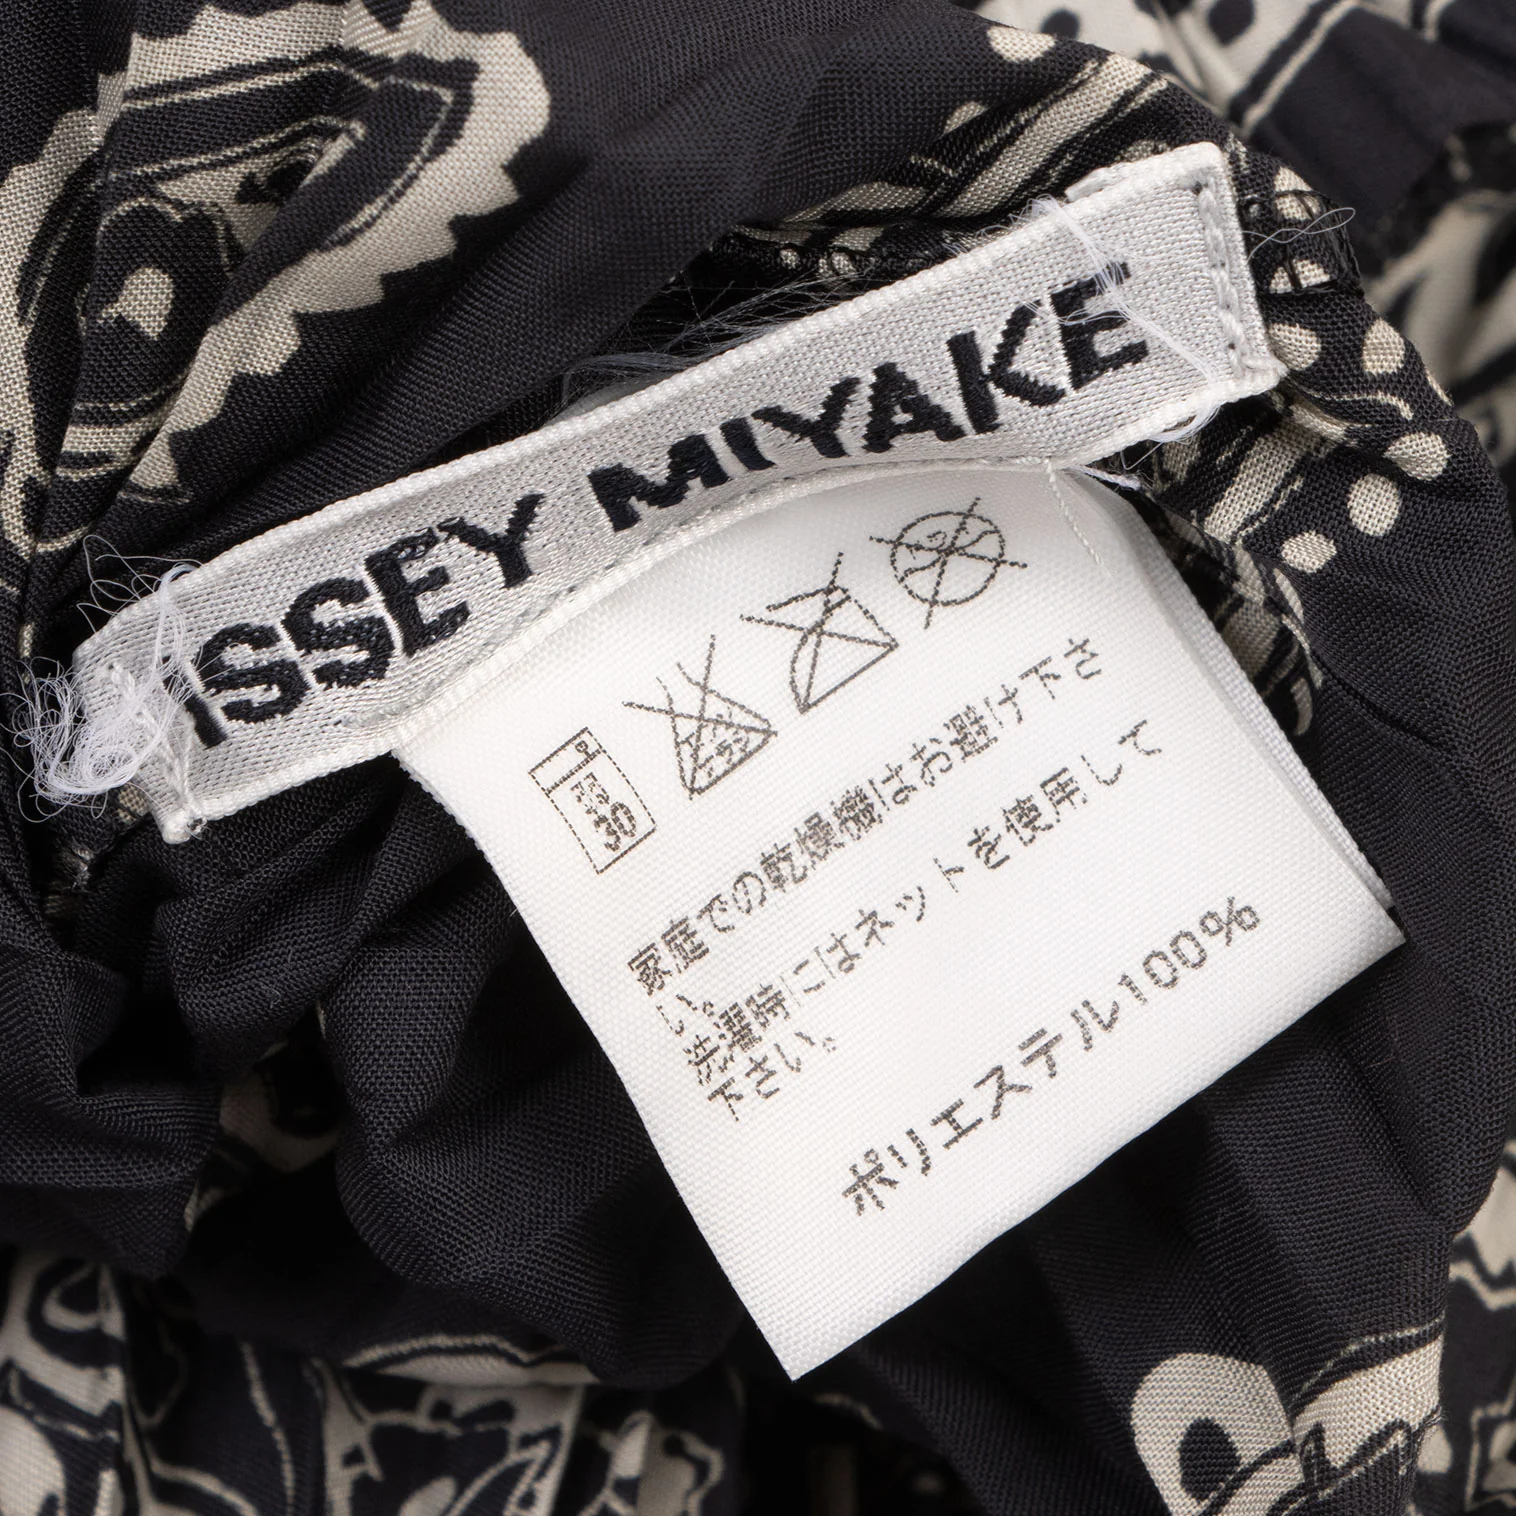 ISSEY MIYAKE
30
家庭での乾燥機はお避け下さ
い。
洗濯時にはネットを使用して
下さい。
ポリエステル100%